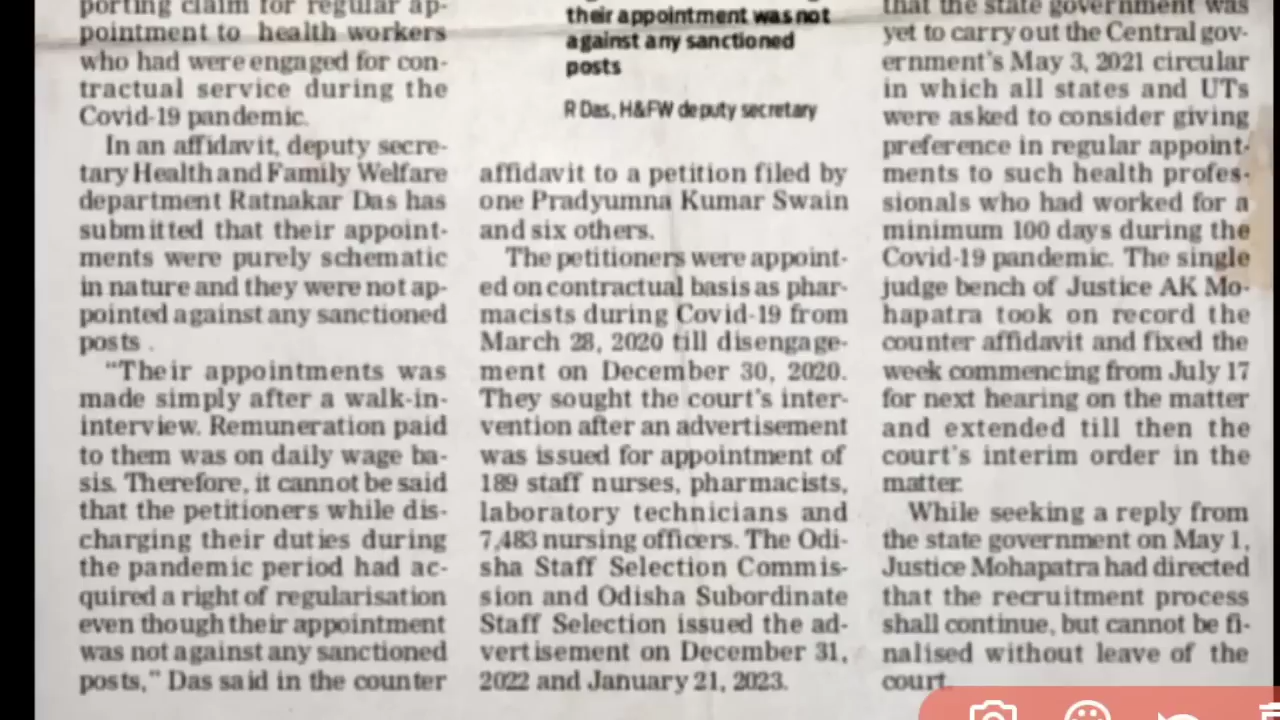 porting claim for regular ap-
pointment to health workers
who had were engaged for con-
tractual service during the
Covid-19 pandemic.
In an affidavit, deputy secre-
tary Health and Family Welfare
department Ratnakar Das has
submitted that their appoint-
ments were purely schematic
in nature and they were not ap-
pointed against any sanctioned
posts .
"Their appointments was
made simply after a walk-in-
interview. Remuneration paid
to them was on daily wage ba-
sis. Therefore, it cannot be said
that the petitioners while dis-
charging their duties during
the pandemic period had ac-
quired a right of regularisation
even though their appointment
was not against any sanctioned
posts," Das said in the counter
their appointment was not
against any sanctioned
posts
R Das, H&FW deputy secretary
affidavit to a petition filed by
one Pradyumna Kumar Swain
and six others.
The petitioners were appoint-
ed on contractual basis as phar-
macists during Covid-19 from
March 28, 2020 till disengage-
ment on December 30, 2020.
They sought the court's inter-
vention after an advertisement
was issued for appointment of
189 staff nurses, pharmacists,
laboratory technicians and
7,483 nursing officers. The Odi-
sha Staff Selection Commis-
sion and Odisha Subordinate
Staff Selection issued the ad-
vertisement on December 31,
2022 and January 21, 2023.
that the state government was
yet to carry out the Central gov-
ernment's May 3, 2021 circular
in which all states and UTs
were asked to consider giving
preference in regular appoint-
ments to such health profes-
sionals who had worked for a
minimum 100 days during the
Covid-19 pandemic. The single
judge bench of Justice AK Mo-
hapatra took on record the
counter affidavit and fixed the
week commencing from July 17
for next hearing on the matter
and extended till then the
court's interim order in the
matter.
While seeking a reply from
the state government on May 1,
Justice Mohapatra had directed
that the recruitment process
shall continue, but cannot be fi-
nalised without leave of the
court.